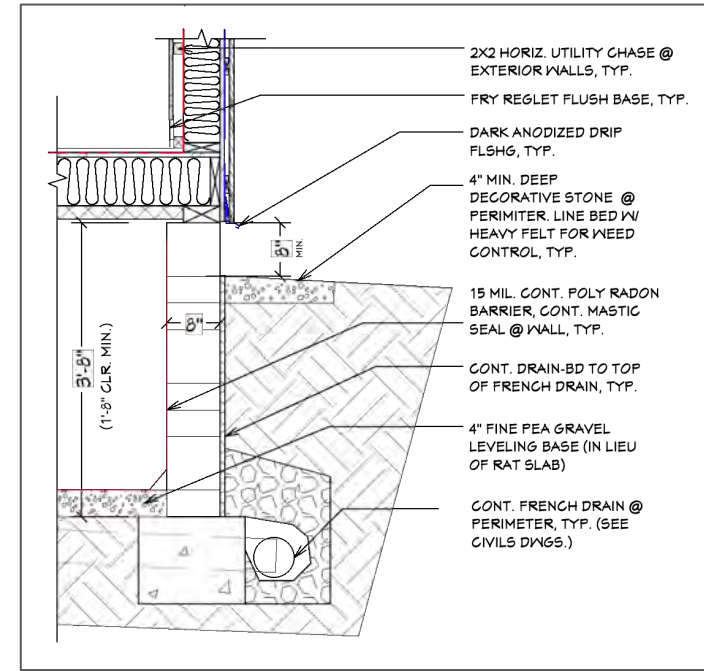 2X2 HORIZ. UTILITY CHASE @
EXTERIOR WALLS, TYP.
FRY REGLET FLUSH BASE, TYP.
DARK ANODIZED DRIP
FLSHG, TYP.
4" MIN. DEEP
DECORATIVE STONE @
PERIMITER. LINE BED W/
HEAVY FELT FOR WEED
CONTROL, TYP.
8"
MIN.
15 MIL. CONT. POLY RADON
BARRIER, CONT. MASTIC
SEAL @ WALL, TYP.
8"
3'-8"
(1'-8" CLR. MIN.)
CONT. DRAIN-BD TO TOP
OF FRENCH DRAIN, TYP.
4" FINE PEA GRAVEL
LEVELING BASE (IN LIEU
OF RAT SLAB)
CONT. FRENCH DRAIN @
PERIMETER, TYP. (SEE
CIVILS DWGS.)